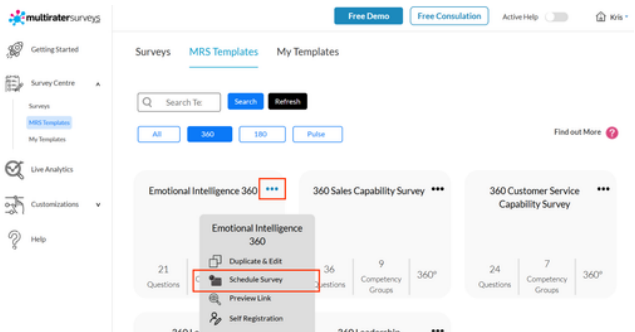 multiratersurveys
Free Demo
Free Consulation
Active Help
Kris
Getting Started
Survey Centre
Surveys
MRS Templates
My Templates
Live Analytics
Customizations
Help
Surveys
MRS Templates
My Templates
Search Te
Search
Refresh
All
360
180
Pulse
Find out More ?
Emotional Intelligence 360
360 Sales Capability Survey
360 Customer Service
Capability Survey
Emotional Intelligence
360
Duplicate & Edit
Schedule Survey
Preview Link
Self Registration
21
Questions
36
9
Competency
Groups
360°
24
Questions
7
Competency
Groups
360°